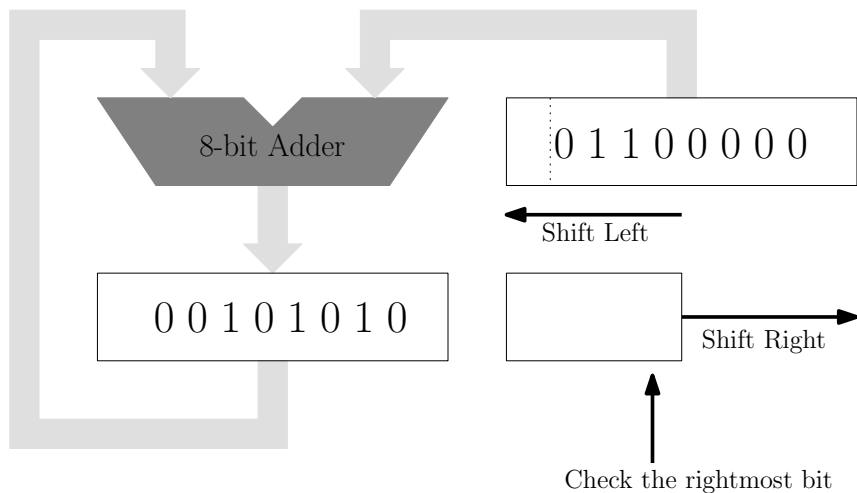 8-bit Adder
0 1 1 0 0 0 0 0
Shift Left
0 0 1 0 1 0 1 0
Shift Right
Check the rightmost bit